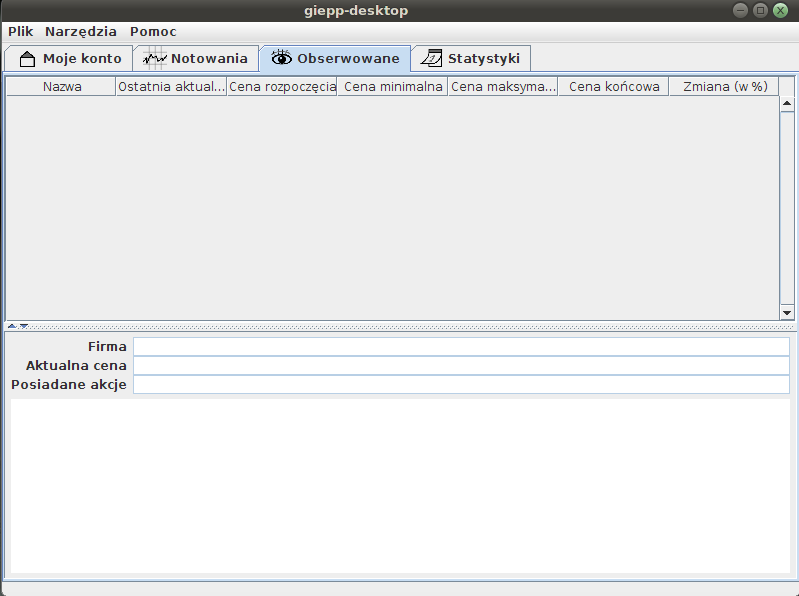 giepp-desktop
Plik Narzędzia Pomoc
Moje konto Notowania Obserwowane Statystyki
Nazwa Ostatnia aktual... Cena rozpoczęcia Cena minimalna Cena maksyma... Cena końcowa Zmiana (w %)
Firma
Aktualna cena
Posiadane akcje